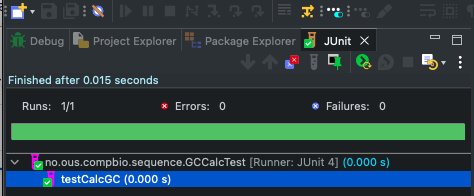 Debug Project Explorer Package Explorer JUnit
Finished after 0.015 seconds
Runs: 1/1 Errors: 0 Failures: 0
no.ous.compbio.sequence.GCCalcTest [Runner: JUnit 4] (0.000 s)
testCalcGC (0.000 s)